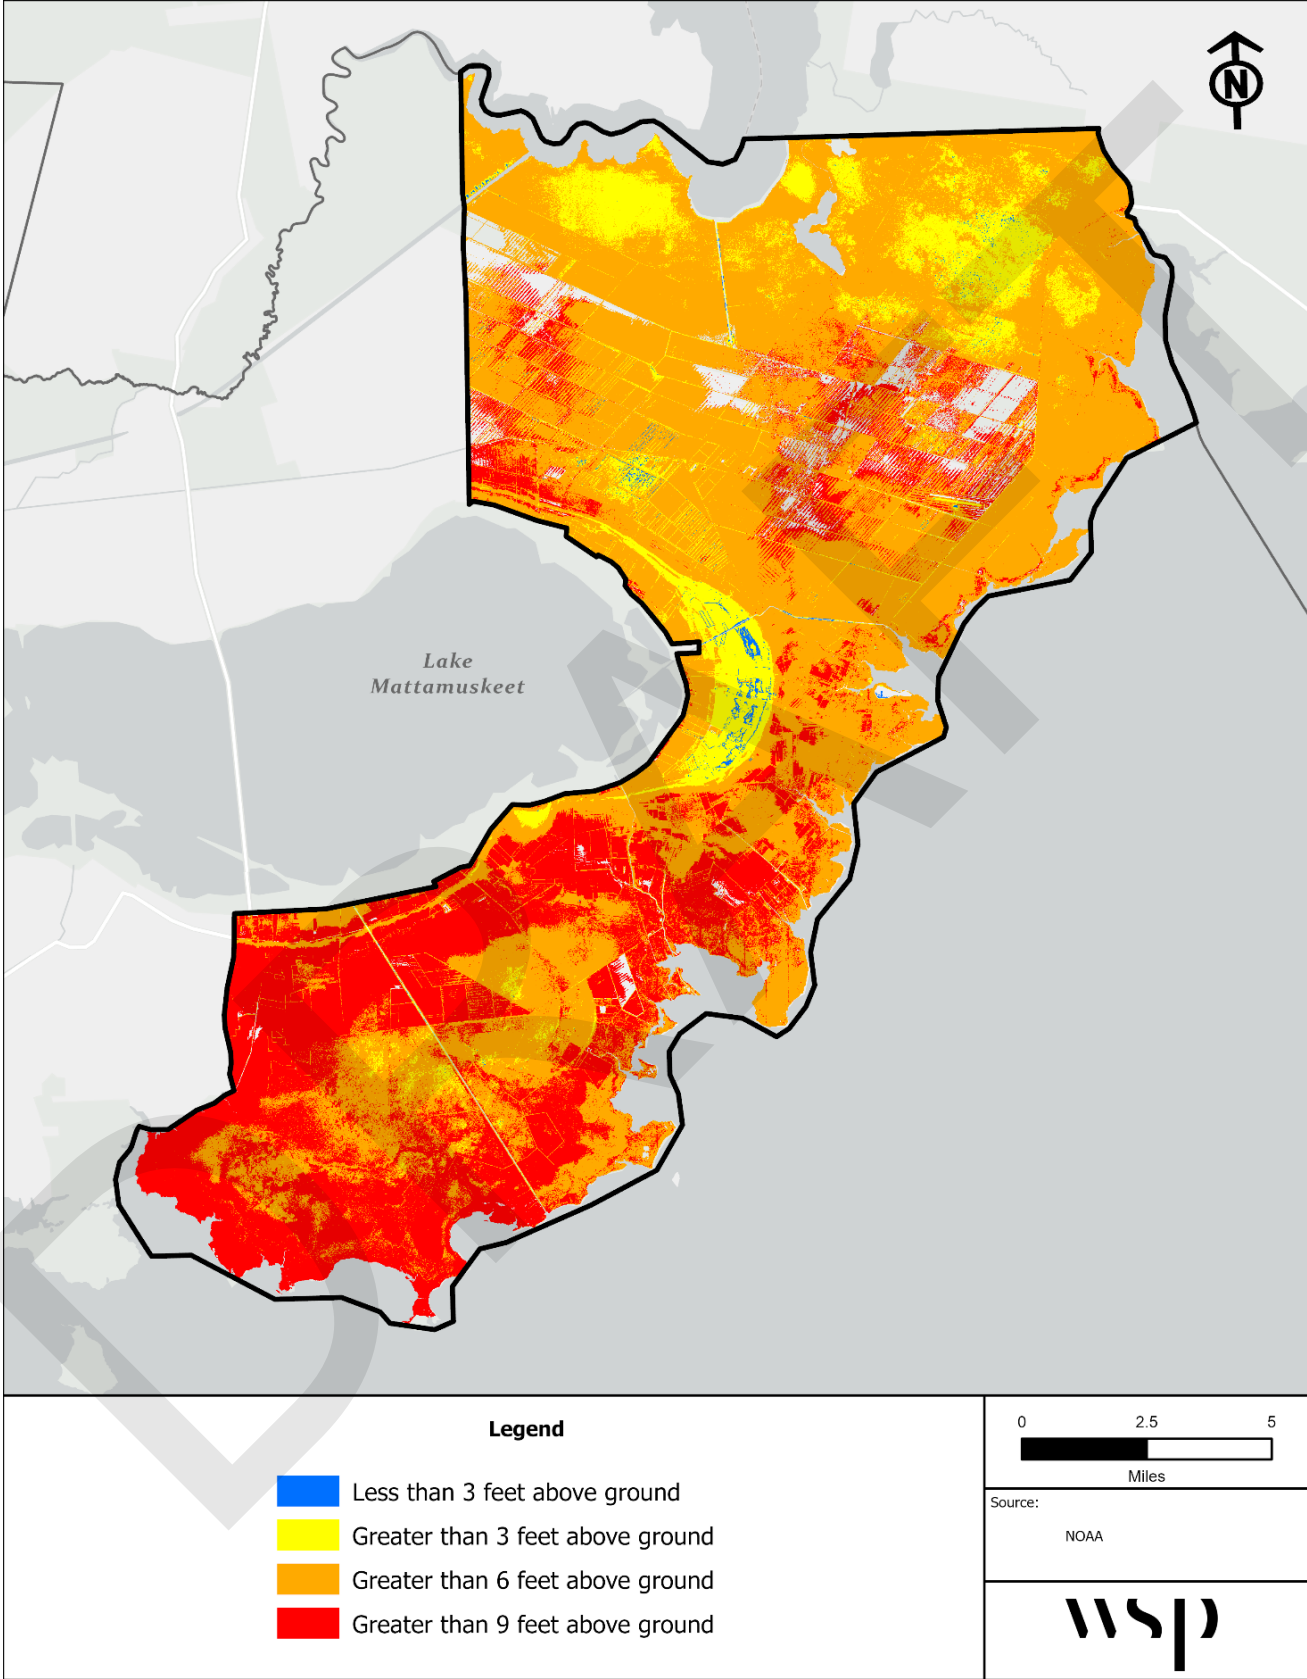 N
Lake
Mattamuskeet
DRAFT
Legend
Less than 3 feet above ground
Greater than 3 feet above ground
Greater than 6 feet above ground
Greater than 9 feet above ground
0 2.5 5
Miles
Source:
NOAA
wsp